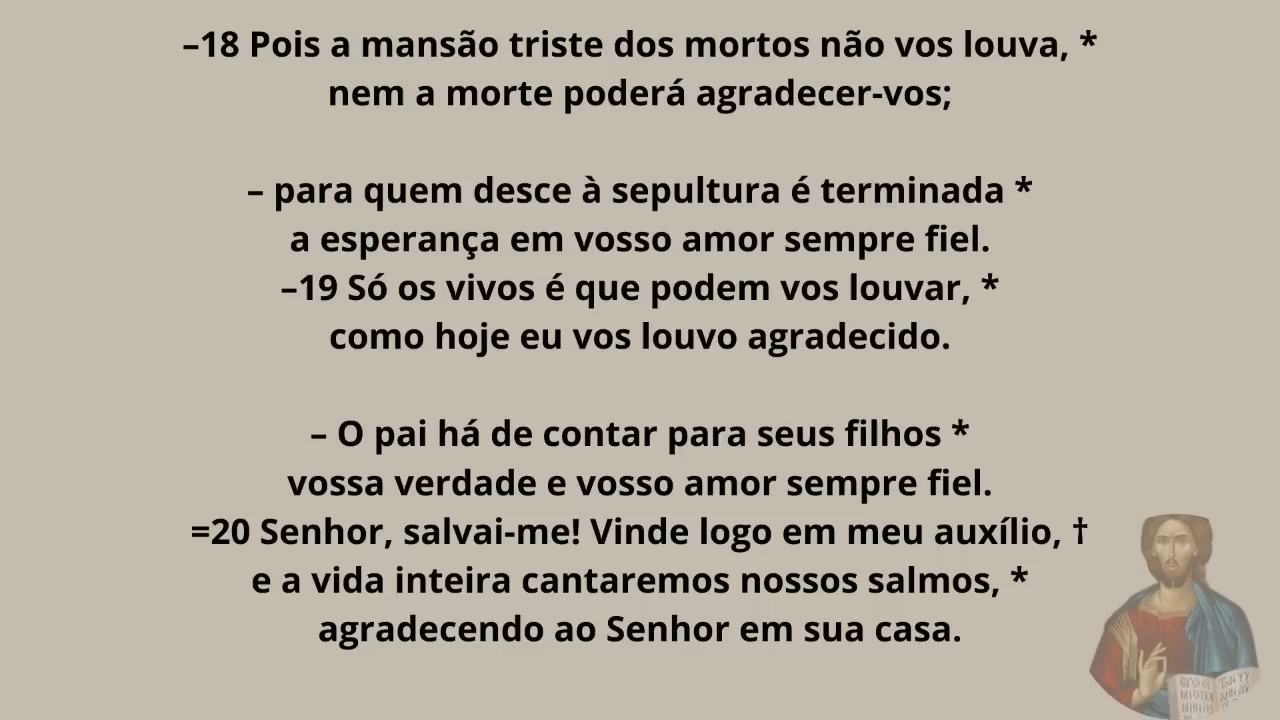 –18 Pois a mansão triste dos mortos não vos louva, *
nem a morte poderá agradecer-vos;
– para quem desce à sepultura é terminada *
a esperança em vosso amor sempre fiel.
–19 Só os vivos é que podem vos louvar, *
como hoje eu vos louvo agradecido.
– O pai há de contar para seus filhos *
vossa verdade e vosso amor sempre fiel.
=20 Senhor, salvai-me! Vinde logo em meu auxílio, †
e a vida inteira cantaremos nossos salmos, *
agradecendo ao Senhor em sua casa.